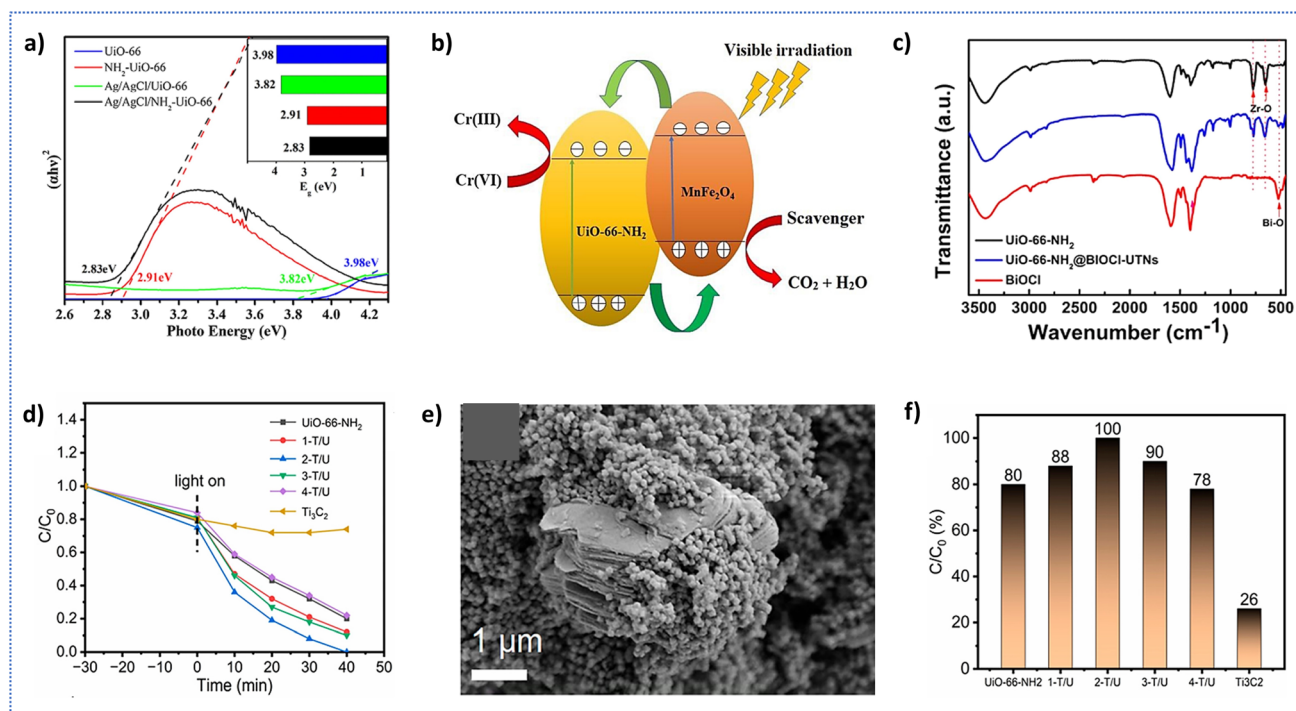 a)
UiO-66
NH2-UiO-66
Ag/AgCl/UiO-66
Ag/AgCl/NH2-UiO-66
3.98
3.82
2.91
2.83
4 3 2 1
Eg (eV)
(αhν)2
2.83eV
2.91eV
3.82eV
3.98eV
2.6 2.8 3.0 3.2 3.4 3.6 3.8 4.0 4.2
Photo Energy (eV)
b)
Visible irradiation
Cr(III)
Cr(VI)
UiO-66-NH2
MnFe2O4
Scavenger
CO2 + H2O
c)
Transmittance (a.u.)
Zr-O
Bi-O
UiO-66-NH2
UiO-66-NH2@BIOCl-UTNs
BiOCl
3500 3000 2500 2000 1500 1000 500
Wavenumber (cm-1)
d)
C/C0
1.4
1.2
1.0
0.8
0.6
0.4
0.2
0.0
light on
UiO-66-NH2
1-T/U
2-T/U
3-T/U
4-T/U
Ti3C2
-30 -20 -10 0 10 20 30 40 50
Time (min)
e)
1 µm
f)
C/C0 (%)
100
80
60
40
20
0
80
88
100
90
78
26
UiO-66-NH2 1-T/U 2-T/U 3-T/U 4-T/U Ti3C2